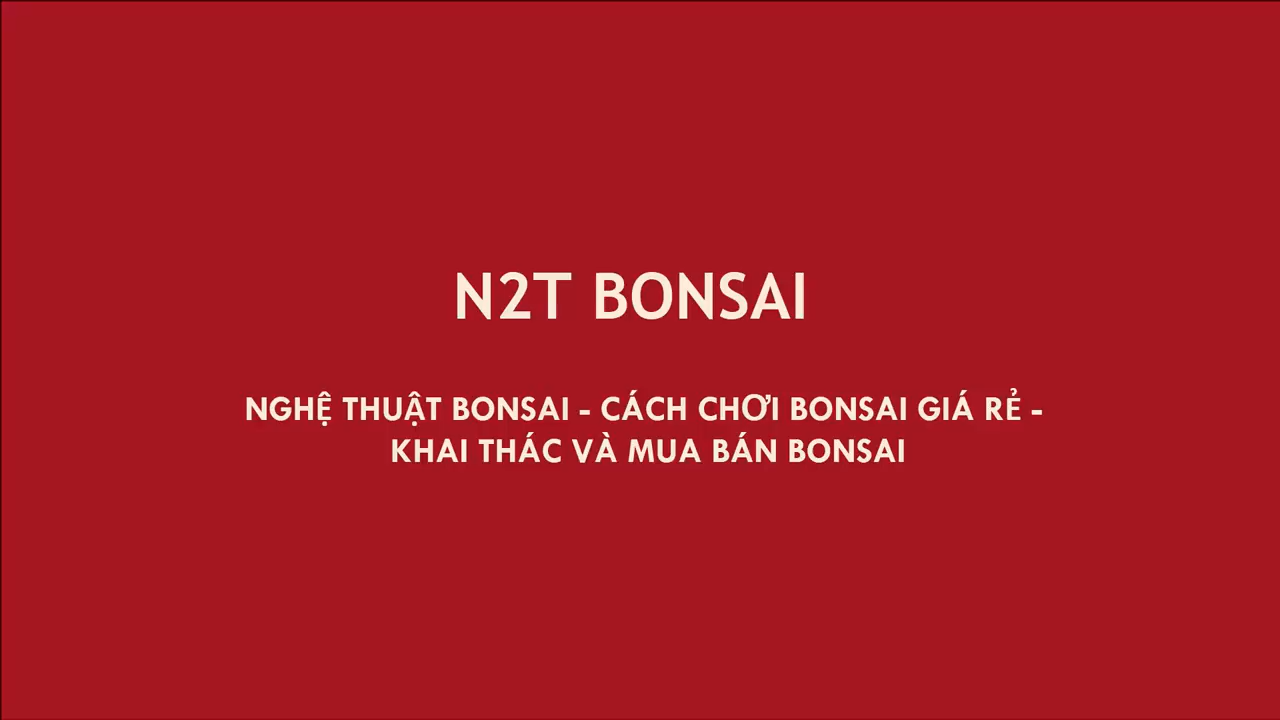 N2T BONSAI
NGHỆ THUẬT BONSAI - CÁCH CHƠI BONSAI GIÁ RẺ -
KHAI THÁC VÀ MUA BÁN BONSAI